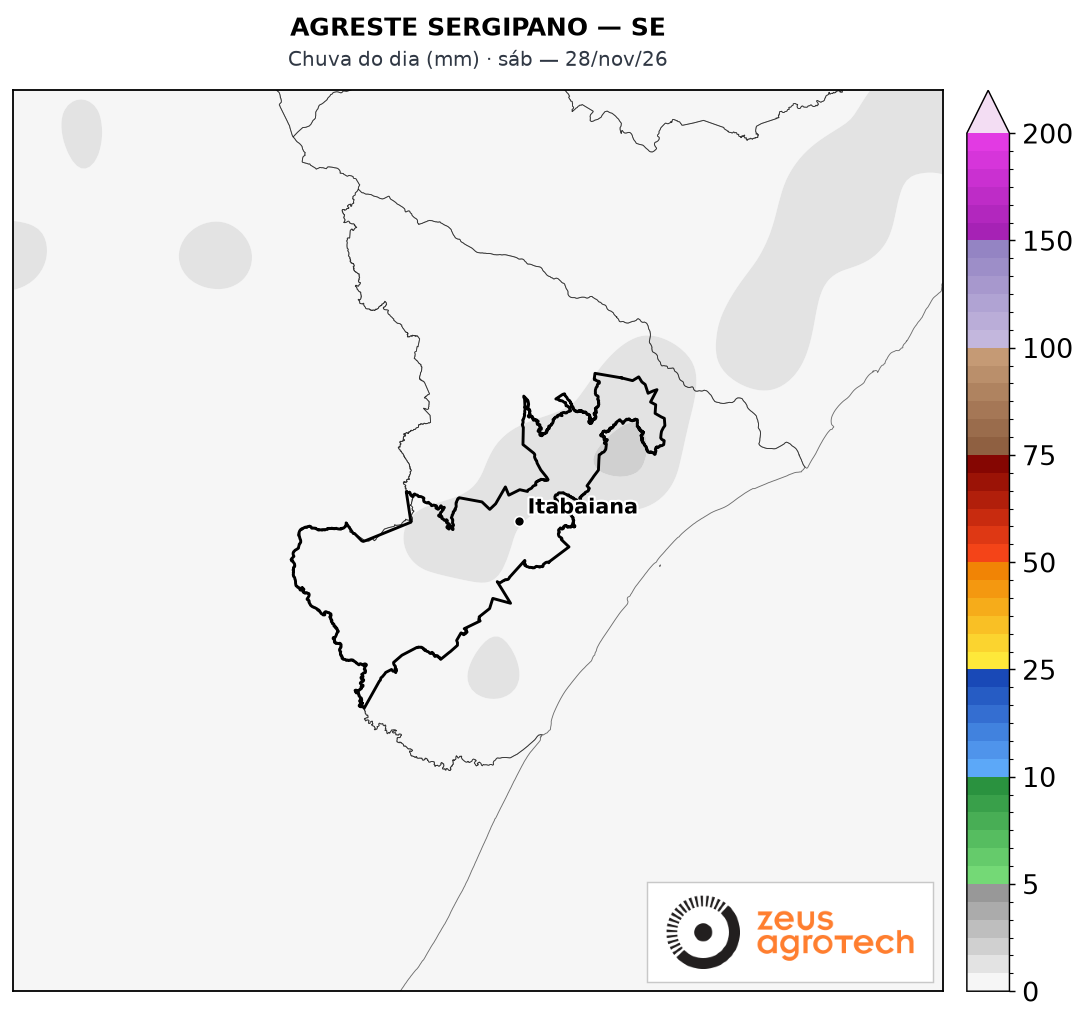 AGRESTE SERGIPANO — SE
Chuva do dia (mm) · sáb — 28/nov/26
200
150
100
75
50
25
10
5
0
Itabaiana
zeus
agrotech